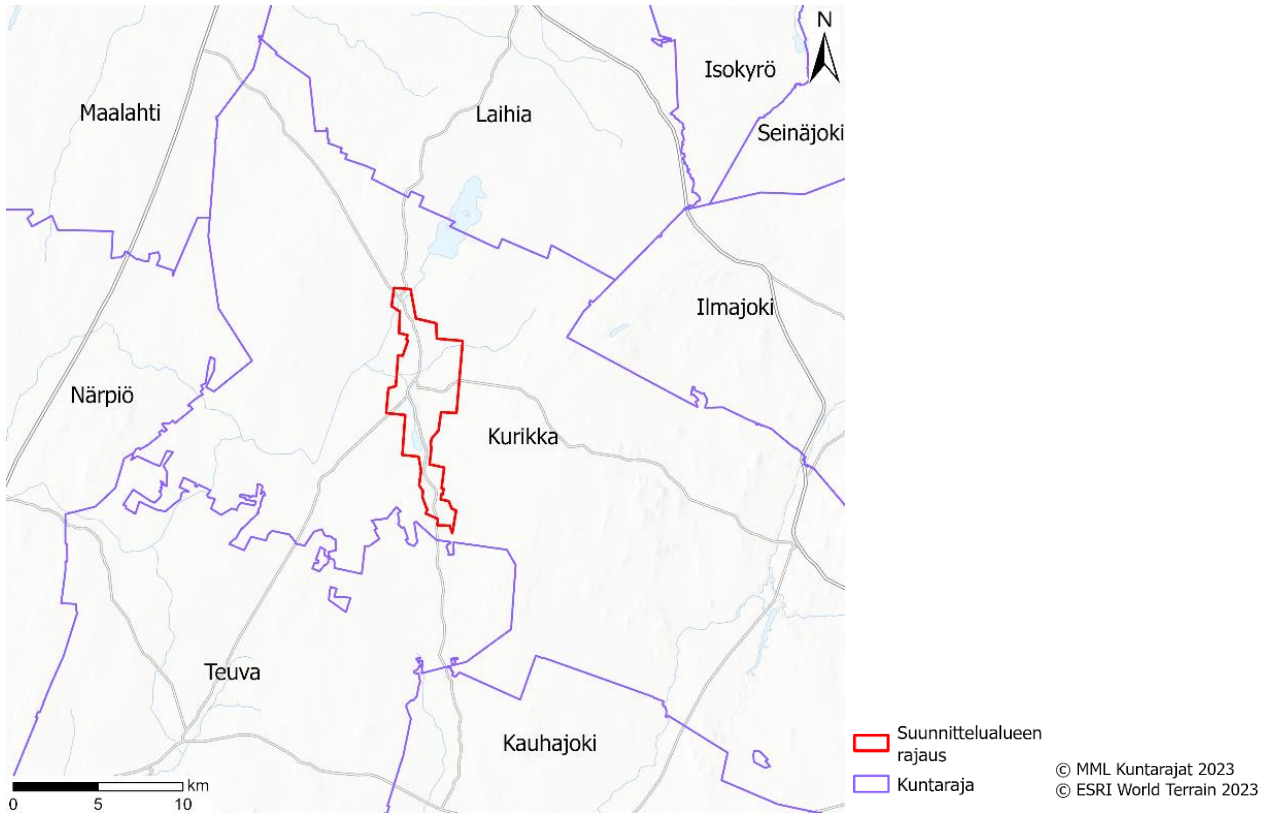 N
Isokyrö
Maalahti
Laihia
Seinäjoki
Ilmajoki
Närpiö
Kurikka
Teuva
Kauhajoki
km
0 5 10
Suunnittelualueen
rajaus
Kuntaraja
© MML Kuntarajat 2023
© ESRI World Terrain 2023